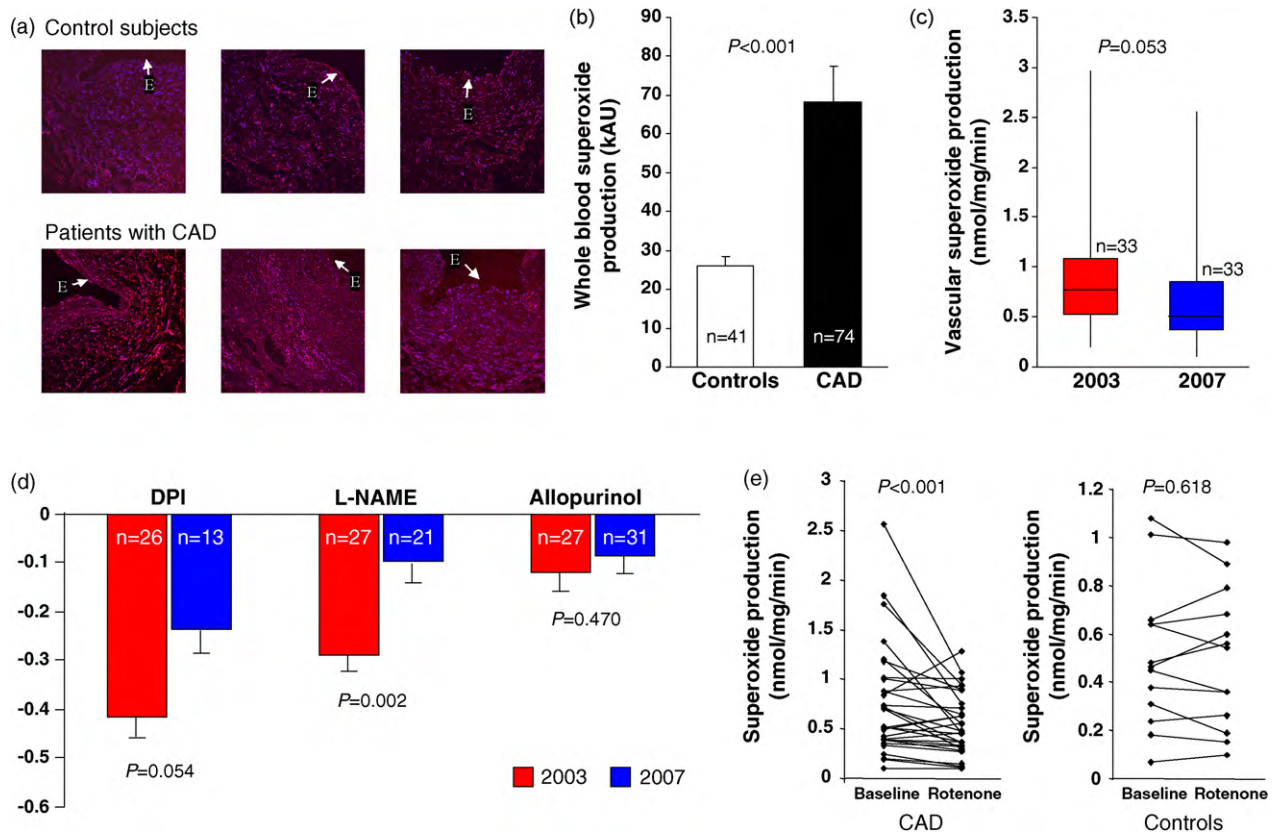 (a) Control subjects
E
E
E
Patients with CAD
E
E
E
(b)
Whole blood superoxide
production (kAU)
90
80
70
60
50
40
30
20
10
0
P<0.001
n=41
n=74
Controls
CAD
(c)
Vascular superoxide production
(nmol/mg/min)
3.5
3
2.5
2
1.5
1
0.5
0
P=0.053
n=33
n=33
2003
2007
(d)
DPI
L-NAME
Allopurinol
0
-0.1
-0.2
-0.3
-0.4
-0.5
-0.6
n=26
n=13
n=27
n=21
n=27
n=31
P=0.054
P=0.002
P=0.470
2003
2007
(e)
Superoxide production
(nmol/mg/min)
3
2.5
2
1.5
1
0.5
0
P<0.001
Baseline Rotenone
CAD
Superoxide production
(nmol/mg/min)
1.2
1
0.8
0.6
0.4
0.2
0
P=0.618
Baseline Rotenone
Controls